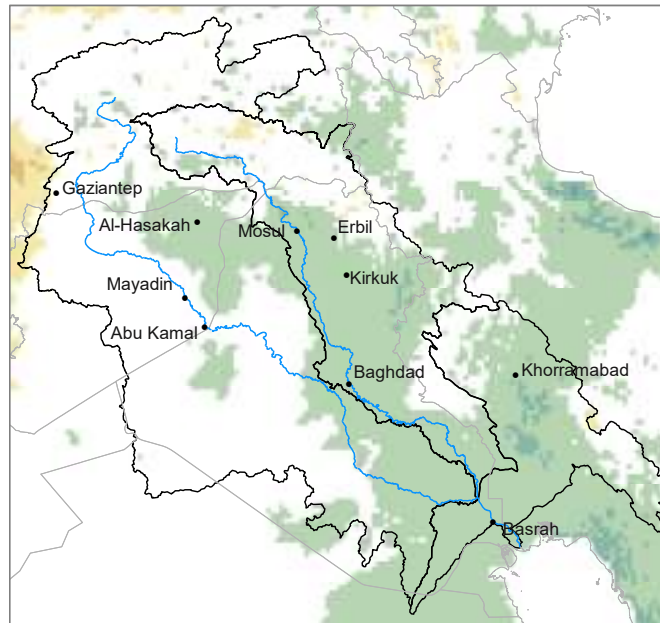 Gaziantep
Al-Hasakah
Mosul
Erbil
Kirkuk
Mayadin
Abu Kamal
Baghdad
Khorramabad
Basrah